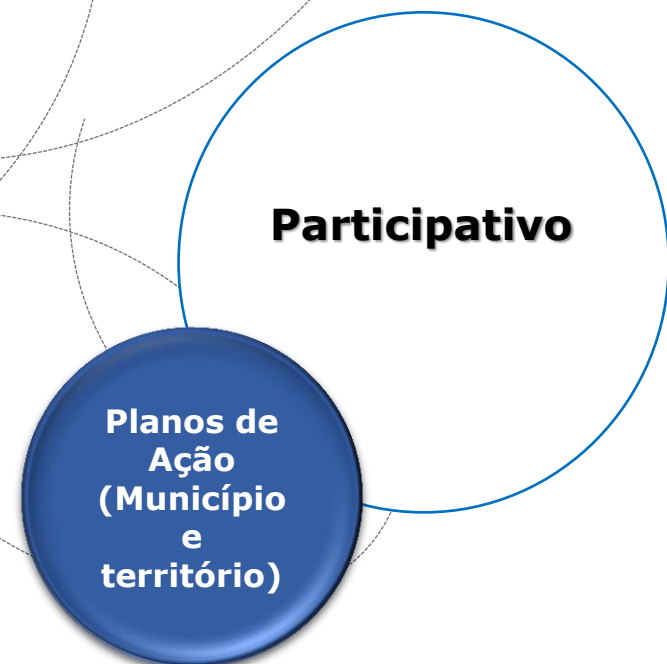 Participativo
Planos de
Ação
(Município
e
território)